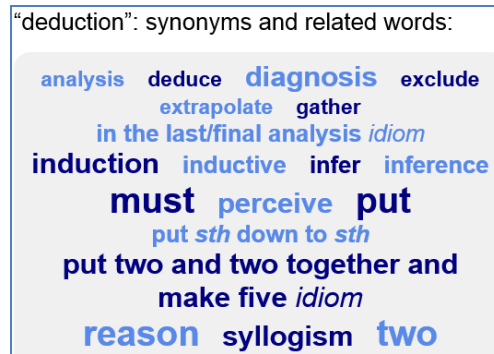 “deduction”: synonyms and related words:
analysis deduce diagnosis exclude
extrapolate gather
in the last/final analysis idiom
induction inductive infer inference
must perceive put
put sth down to sth
put two and two together and
make five idiom
reason syllogism two